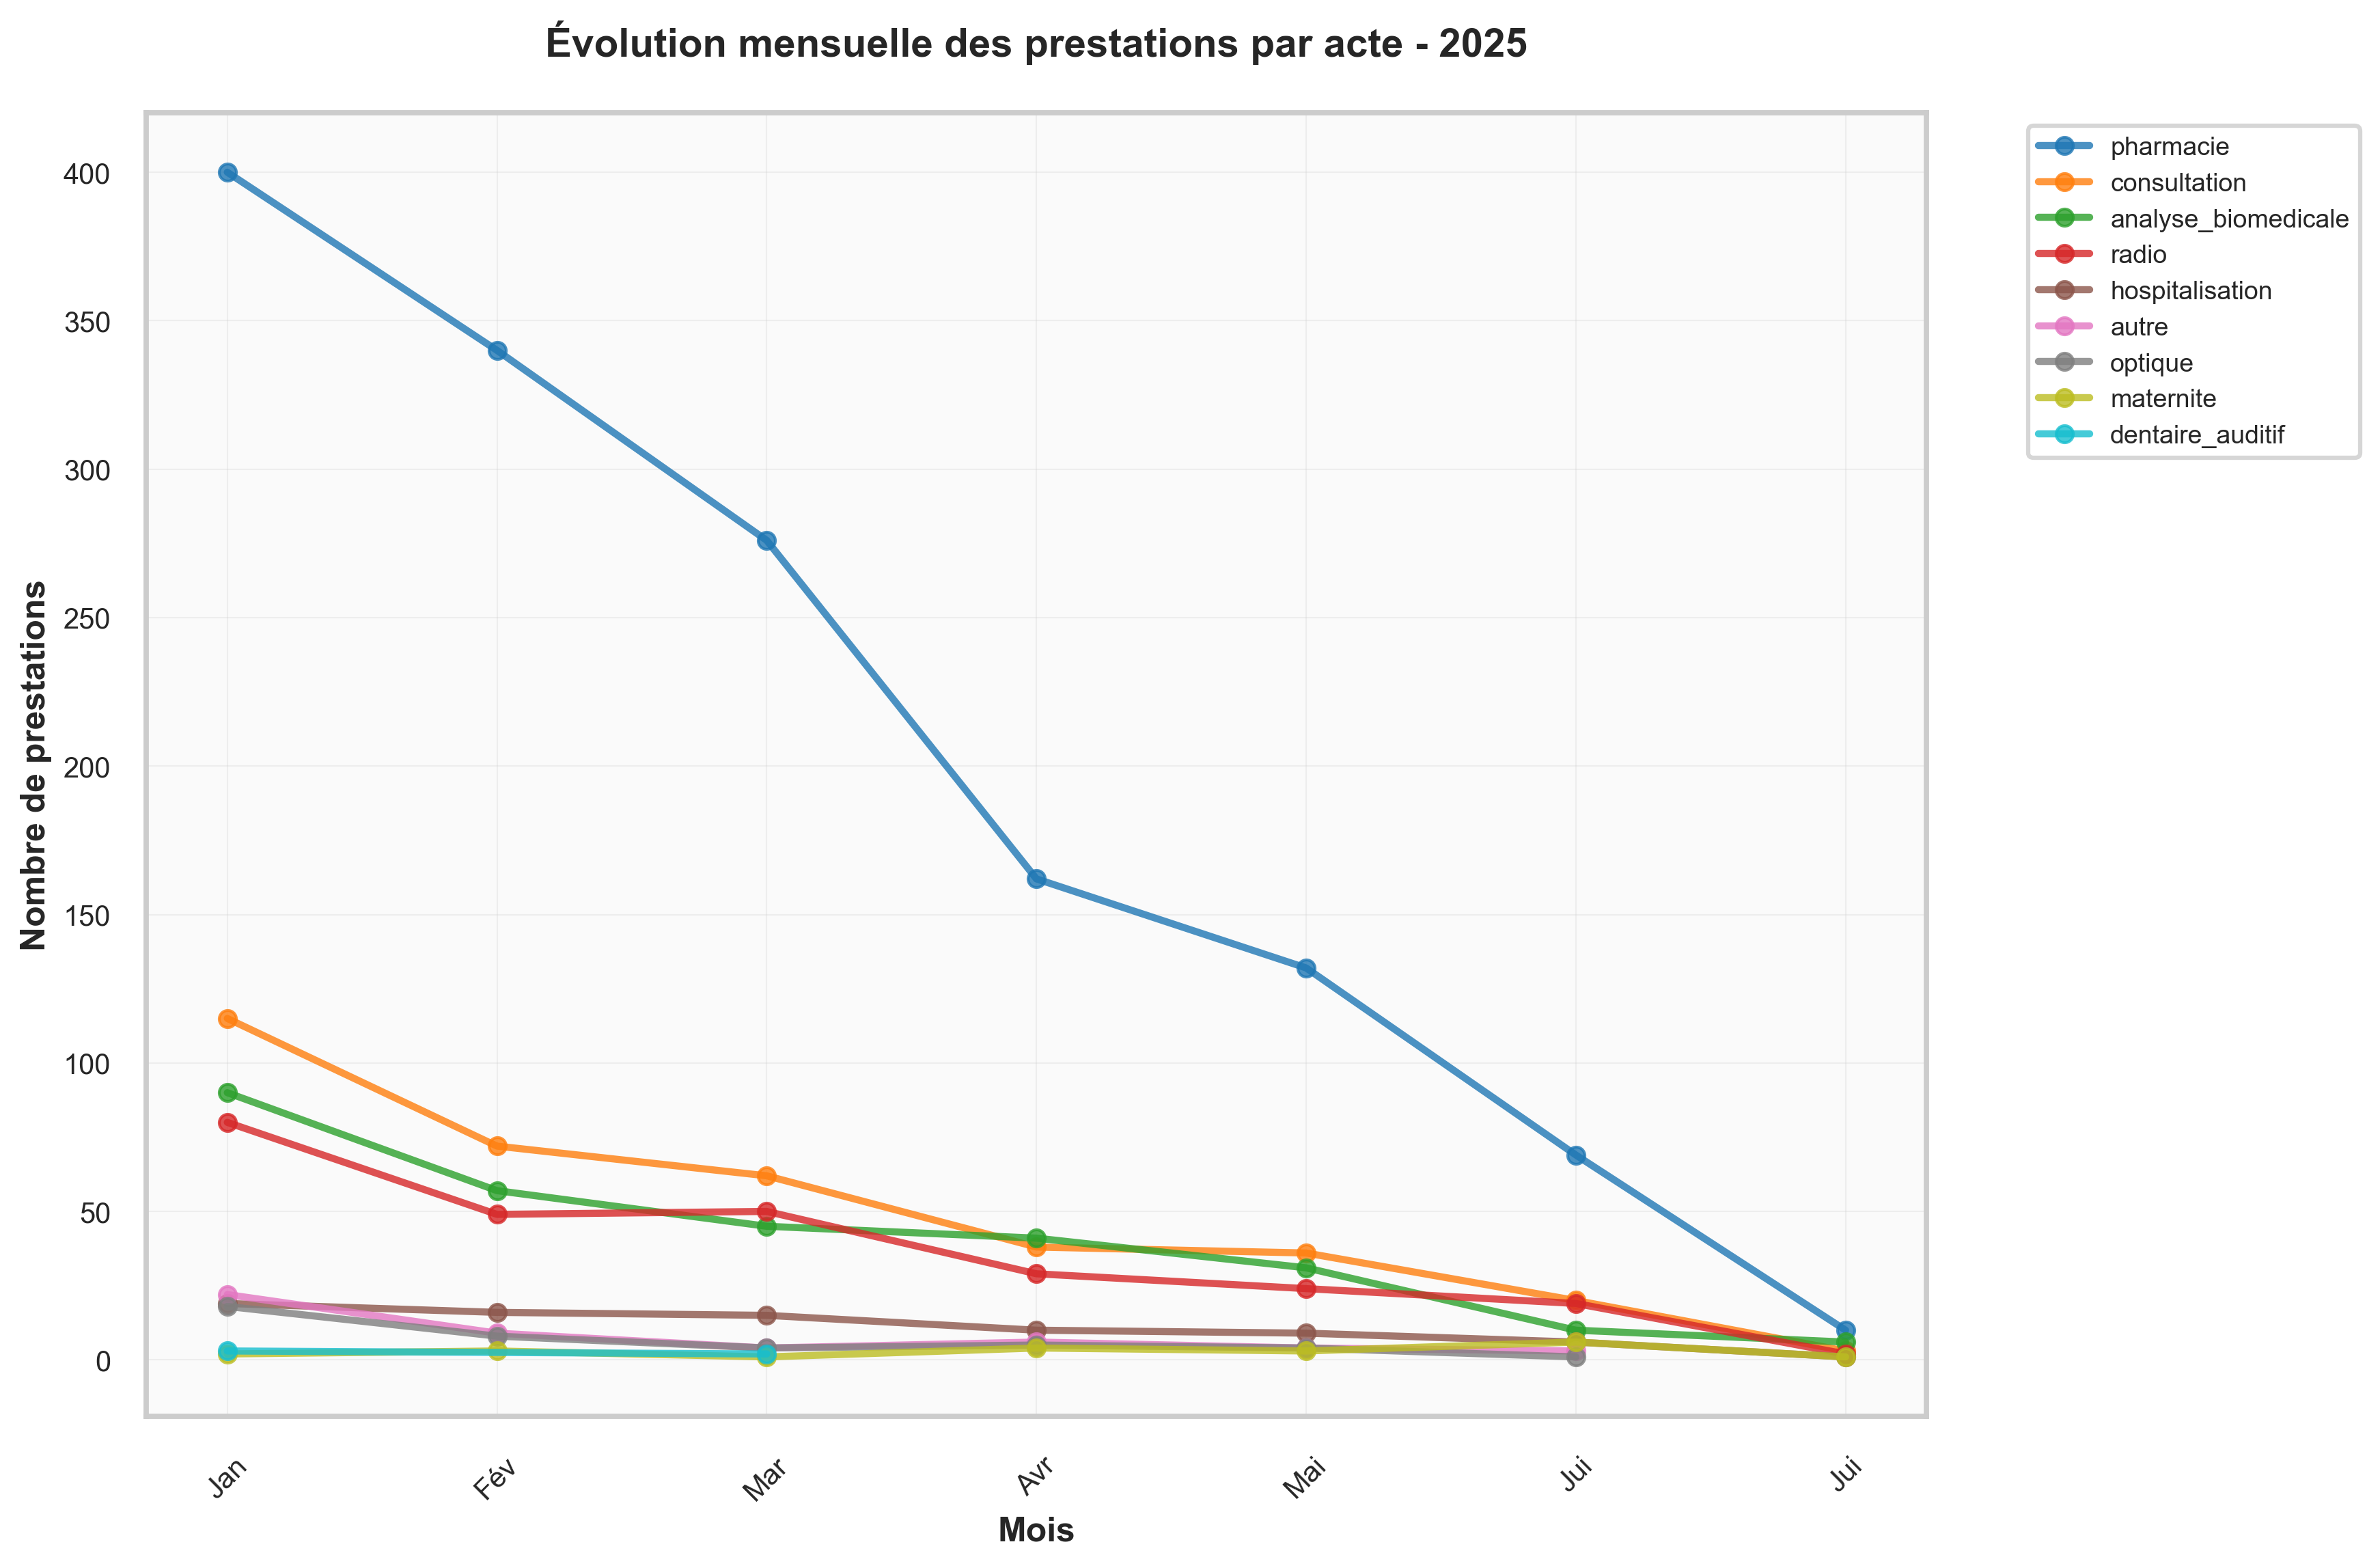 Évolution mensuelle des prestations par acte - 2025
pharmacie
consultation
analyse_biomedicale
radio
hospitalisation
autre
optique
maternite
dentaire_auditif
Nombre de prestations
400
350
300
250
200
150
100
50
0
Jan
Fév
Mar
Avr
Mai
Jui
Jui
Mois